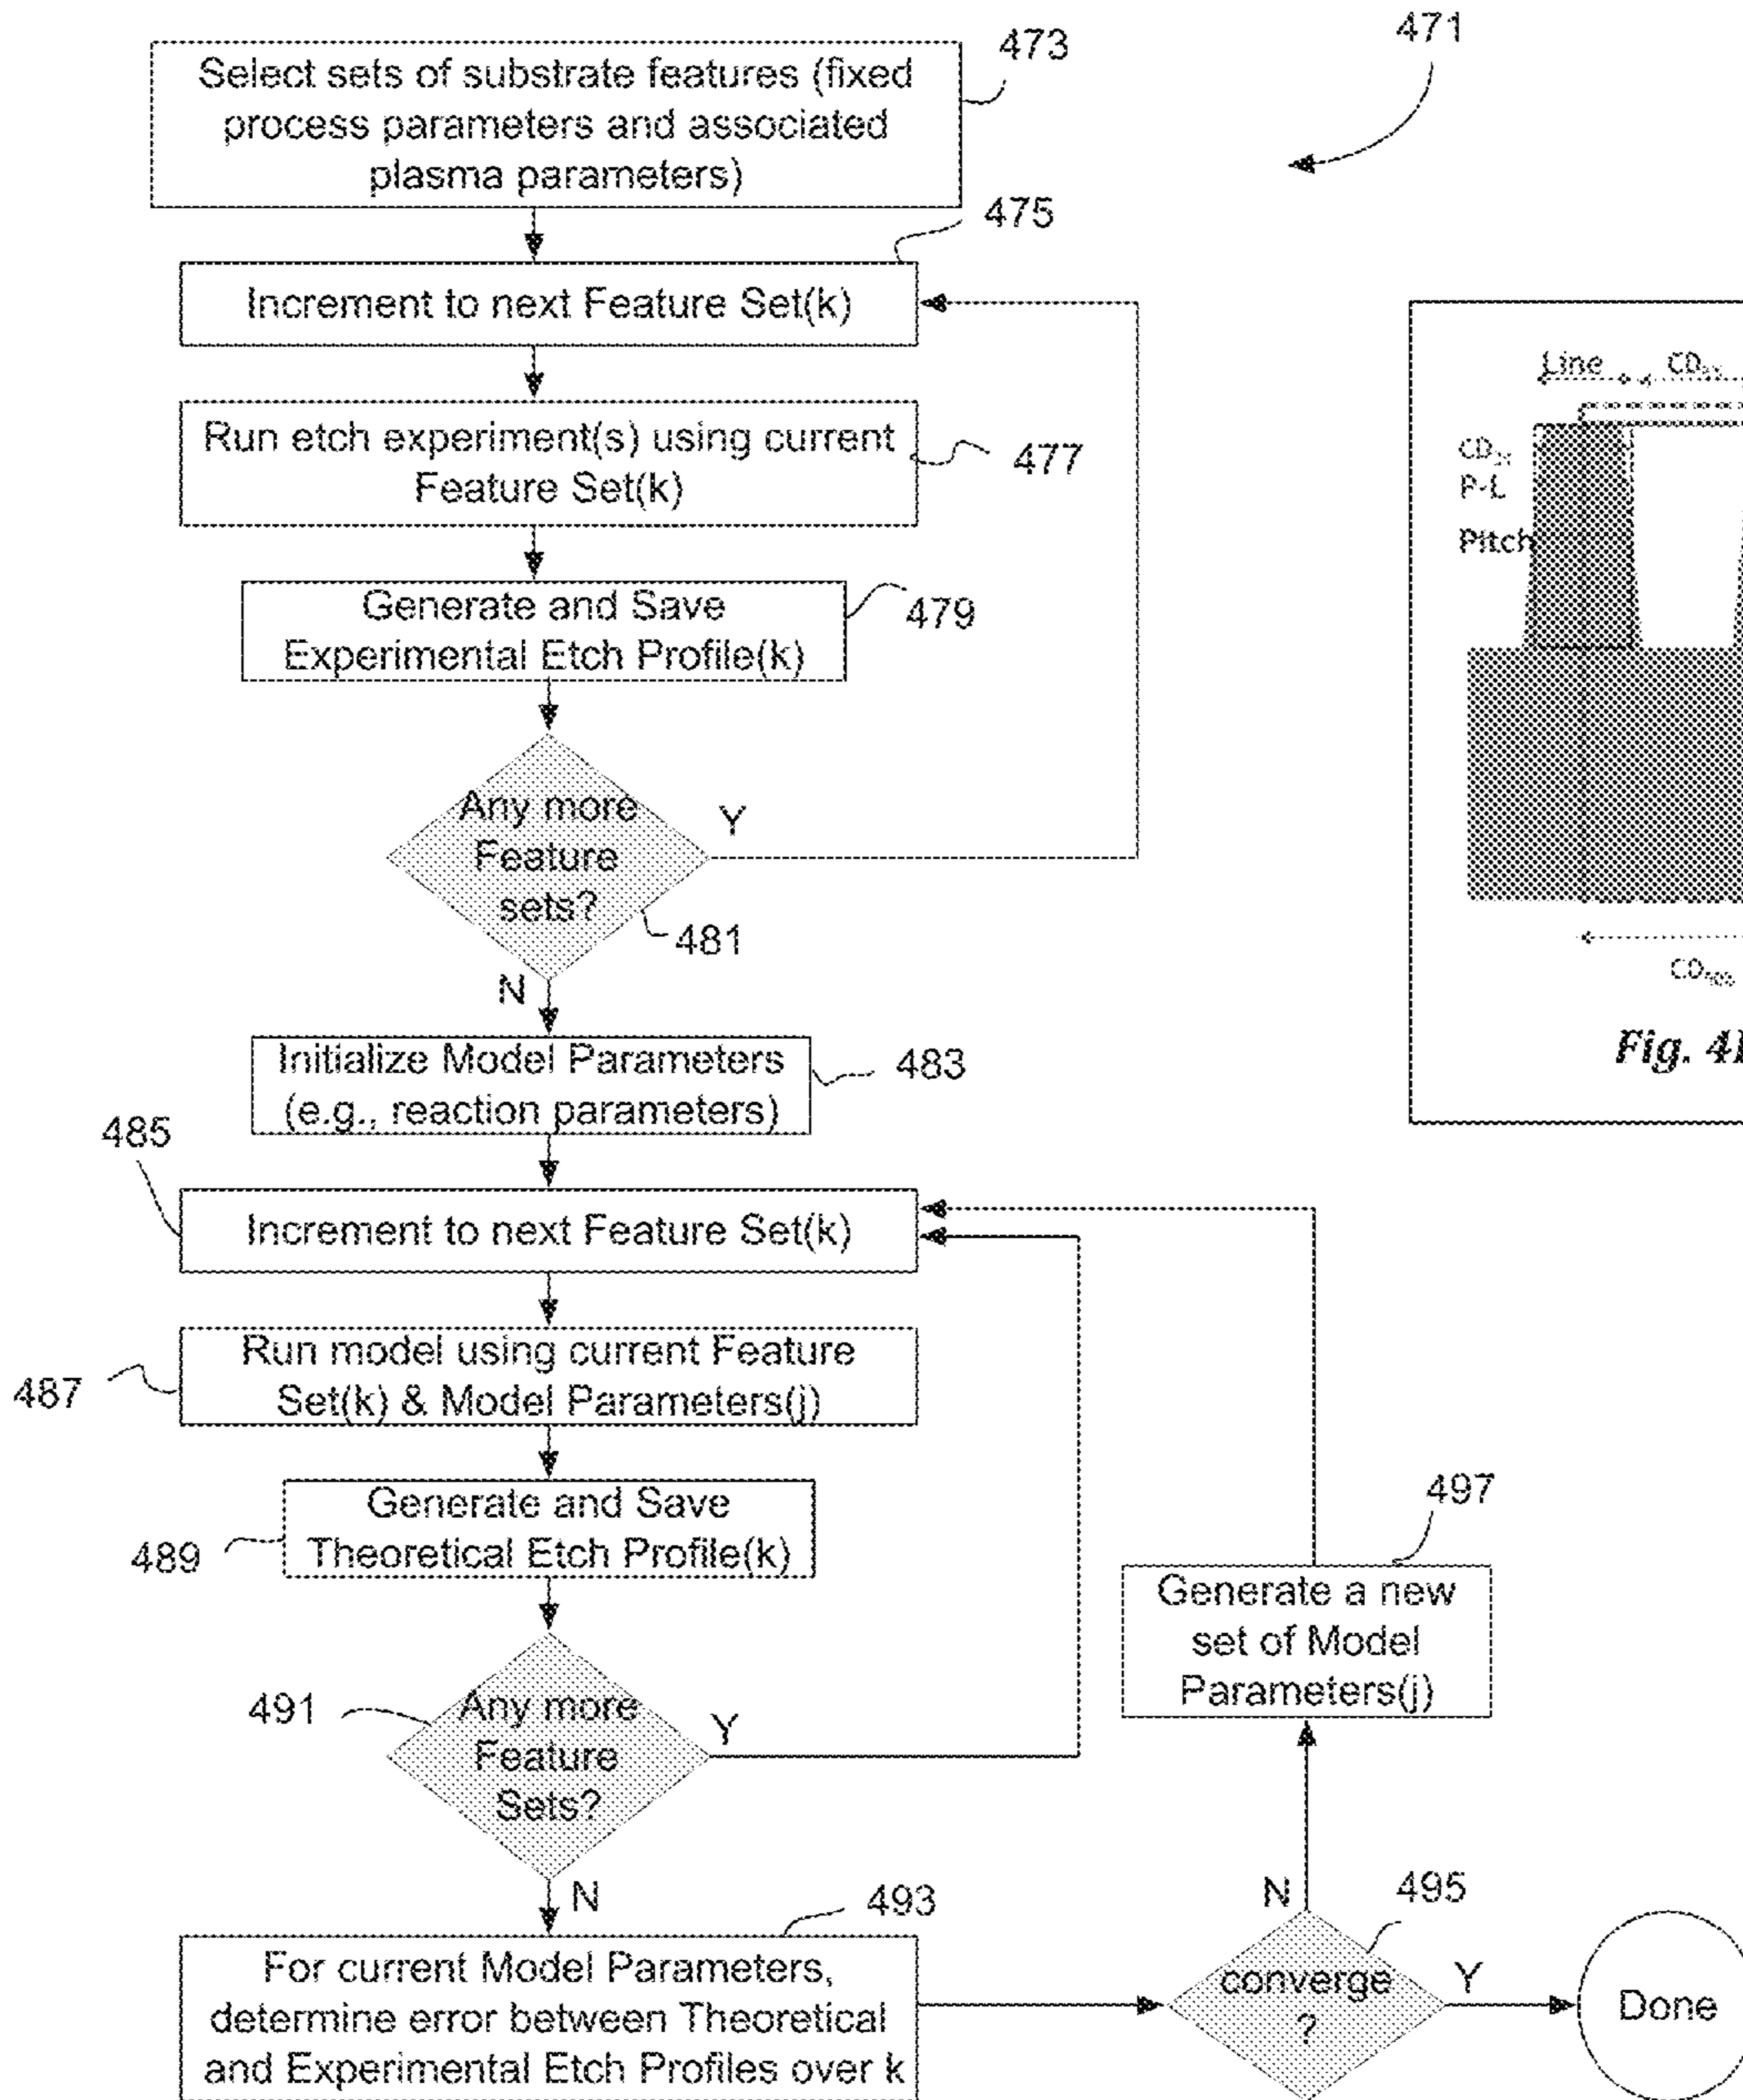 471
473
Select sets of substrate features (fixed
process parameters and associated
plasma parameters)
475
Increment to next Feature Set(k)
Run etch experiment(s) using current
Feature Set(k)
477
Generate and Save
Experimental Etch Profile(k)
479
Any more
Feature
sets?
Y
481
N
Initialize Model Parameters
(e.g., reaction parameters)
483
485
Increment to next Feature Set(k)
Run model using current Feature
Set(k) & Model Parameters(j)
487
Generate and Save
Theoretical Etch Profile(k)
489
491
Any more
Feature
Sets?
Y
N
493
For current Model Parameters,
determine error between Theoretical
and Experimental Etch Profiles over k
converge
?
495
N
Y
Done
497
Generate a new
set of Model
Parameters(j)
Line
P-L
Pitch
Fig.